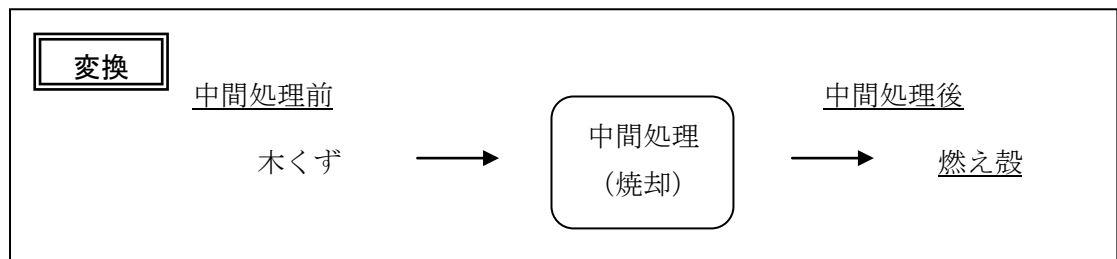 変換
中間処理前
中間処理後
木くず
中間処理
（焼却）
燃え殻